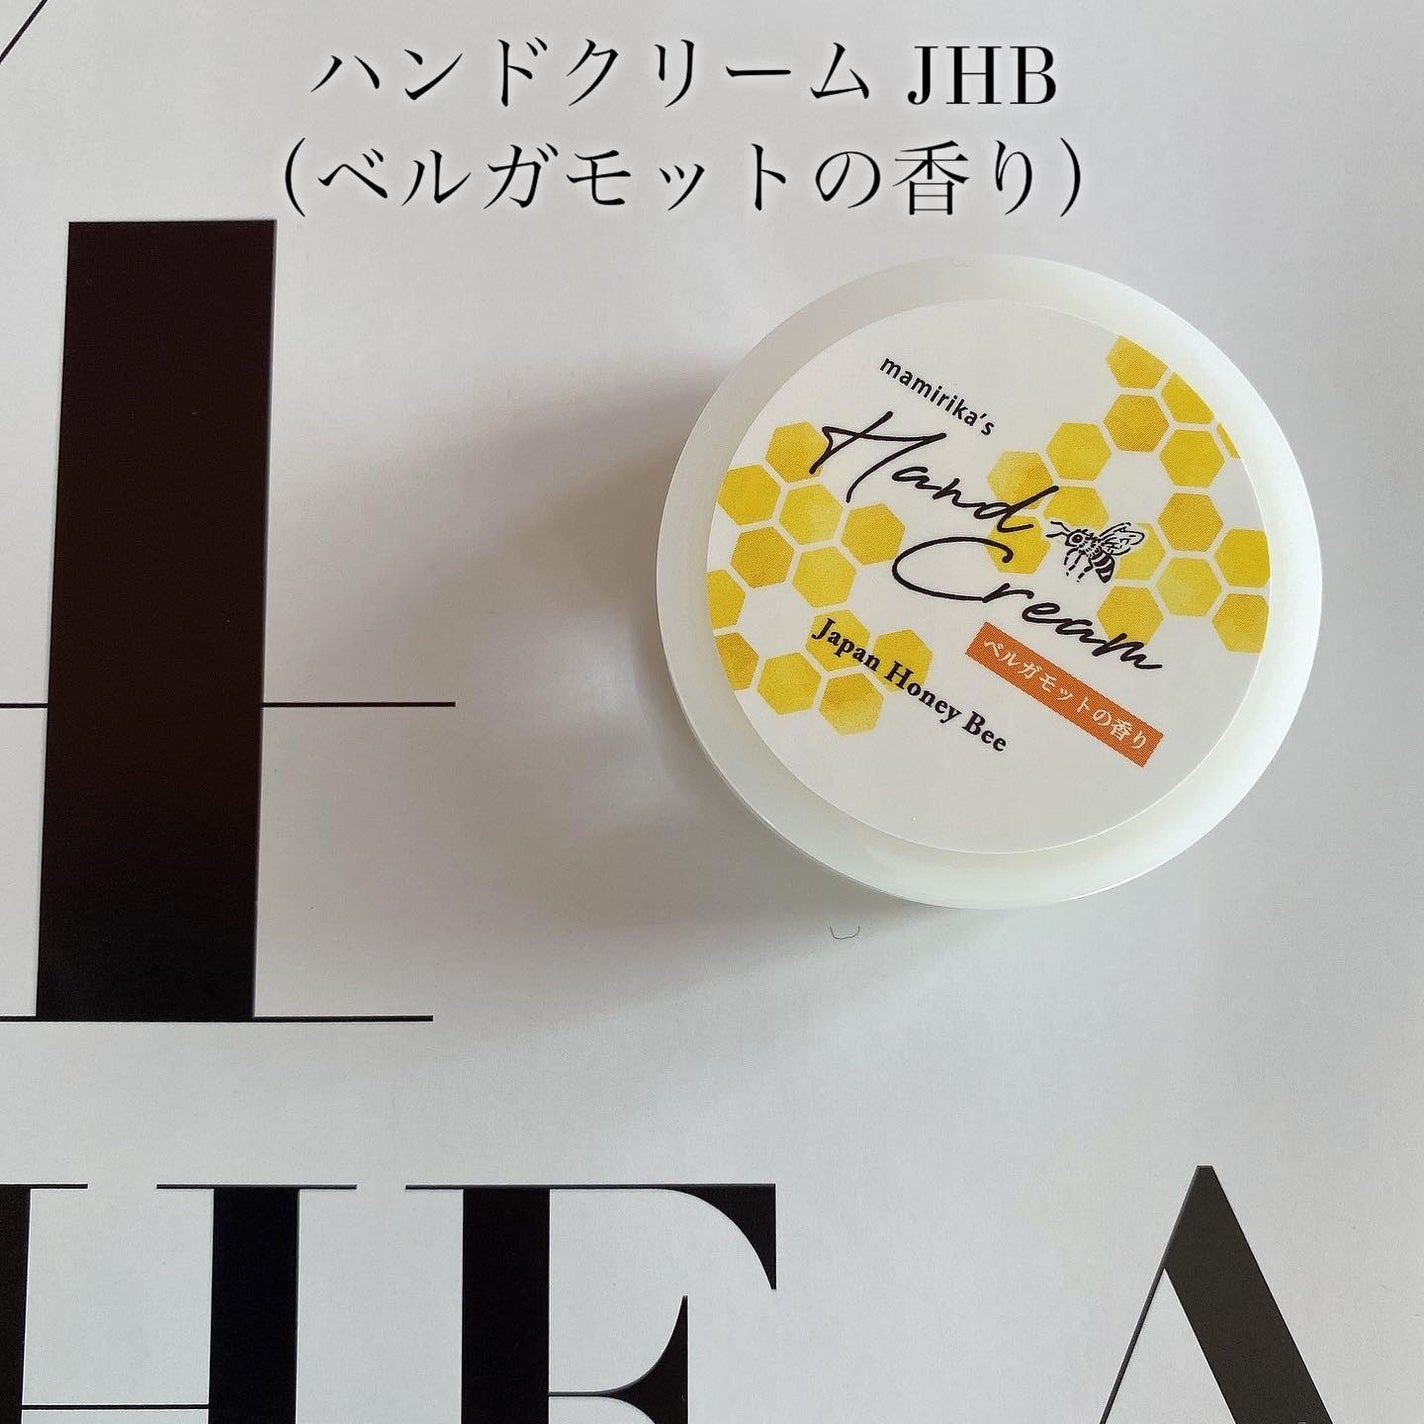 ハンドクリーム JHB
(ベルガモットの香り)
mamirika's
Hand
Cream
ベルガモットの香り
Japan Honey Bee
HE A